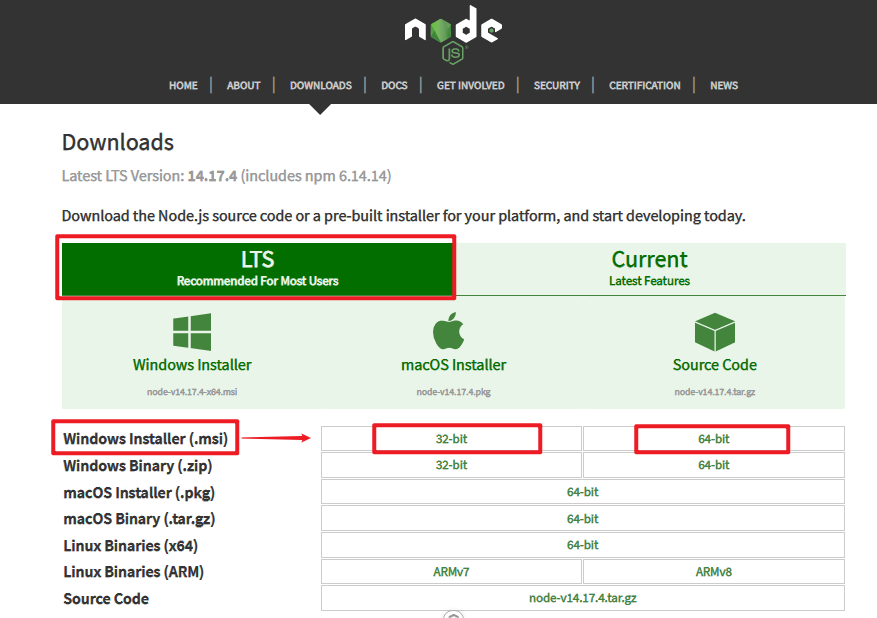 node
JS
HOME ABOUT DOWNLOADS DOCS GET INVOLVED SECURITY CERTIFICATION NEWS
Downloads
Latest LTS Version: 14.17.4 (includes npm 6.14.14)
Download the Node.js source code or a pre-built installer for your platform, and start developing today.
LTS
Recommended For Most Users
Current
Latest Features
Windows Installer
node-v14.17.4-x64.msi
macOS Installer
node-v14.17.4.pkg
Source Code
node-v14.17.4.tar.gz
Windows Installer (.msi) 32-bit 64-bit
Windows Binary (.zip) 32-bit 64-bit
macOS Installer (.pkg) 64-bit
macOS Binary (.tar.gz) 64-bit
Linux Binaries (x64) 64-bit
Linux Binaries (ARM) ARMv7 ARMv8
Source Code node-v14.17.4.tar.gz